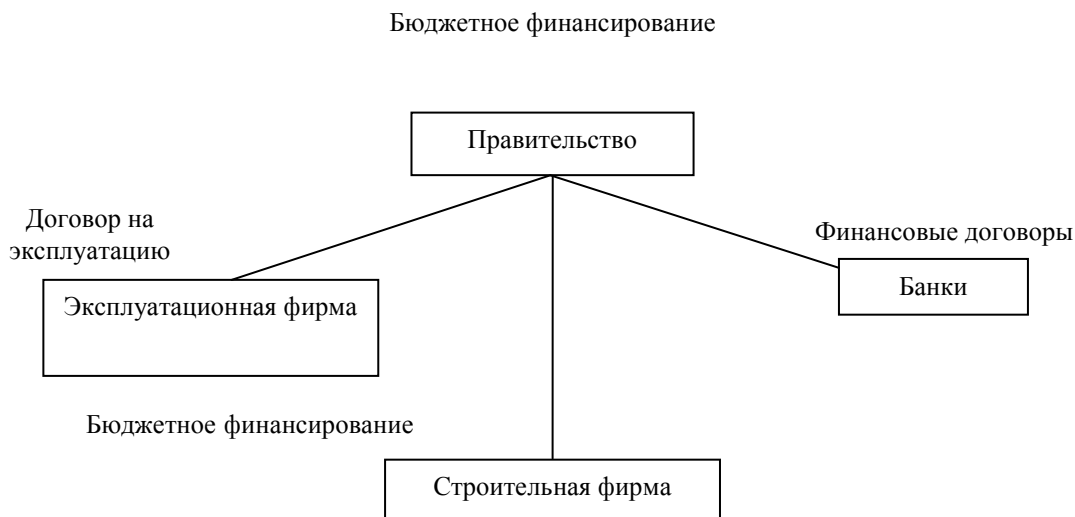 Бюджетное финансирование
Правительство
Договор на
эксплуатацию
Финансовые договоры
Эксплуатационная фирма
Банки
Бюджетное финансирование
Строительная фирма